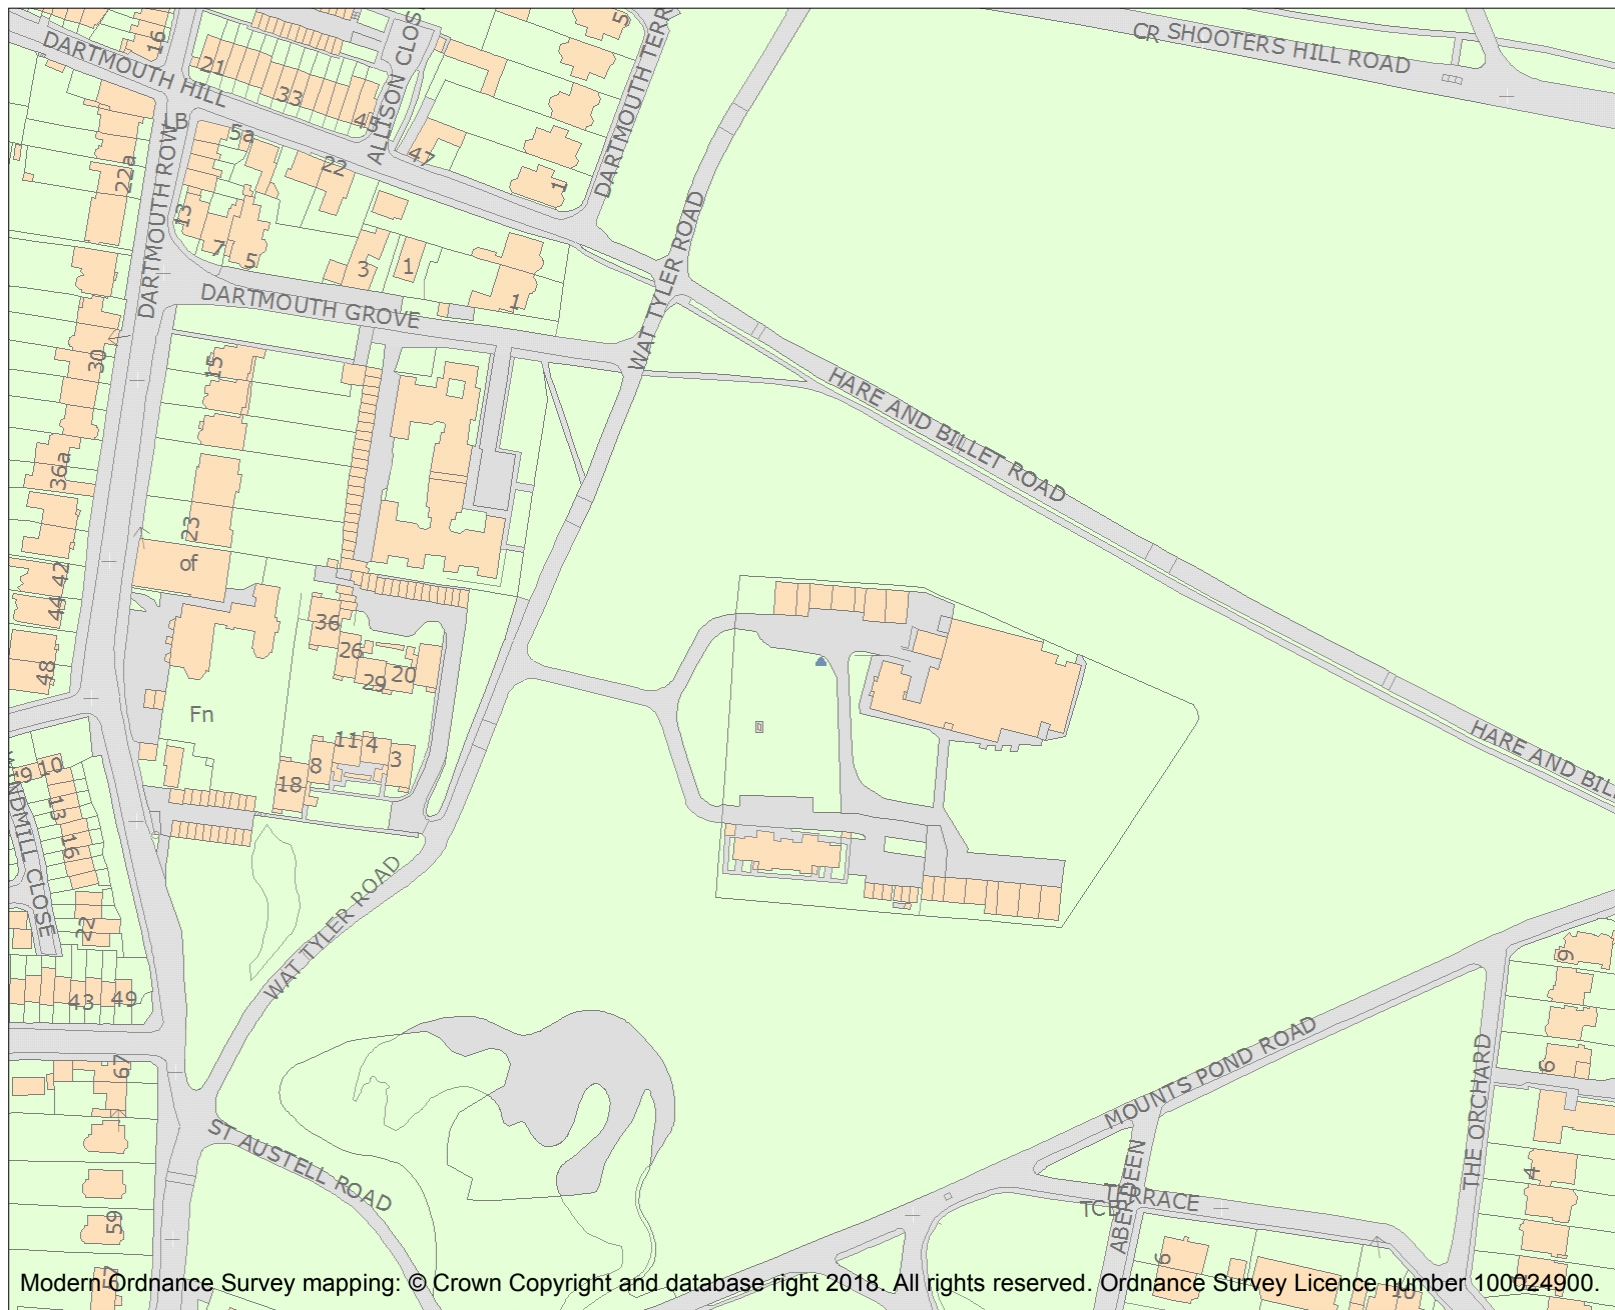 CR SHOOTERS HILL ROAD
DARTMOUTH HILL
16
21
33
45
ALLISON CLOS
47
5
DARTMOUTH TERR
1
LB
5a
22
22a
DARTMOUTH ROW
13
7
5
3
1
1
DARTMOUTH GROVE
WAT TYLER ROAD
30
15
HARE AND BILLET ROAD
36a
23
of
42
44
48
36
26
29
20
Fn
11
4
3
8
18
HARE AND BIL
9
10
13
16
22
WINDMILL CLOSE
43
49
WAT TYLER ROAD
67
ST AUSTELL ROAD
59
57
MOUNTS POND ROAD
9
6
THE ORCHARD
4
ABERDEEN
TERRACE
TCB
6
10
Modern Ordnance Survey mapping: © Crown Copyright and database right 2018. All rights reserved. Ordnance Survey Licence number 100024900.